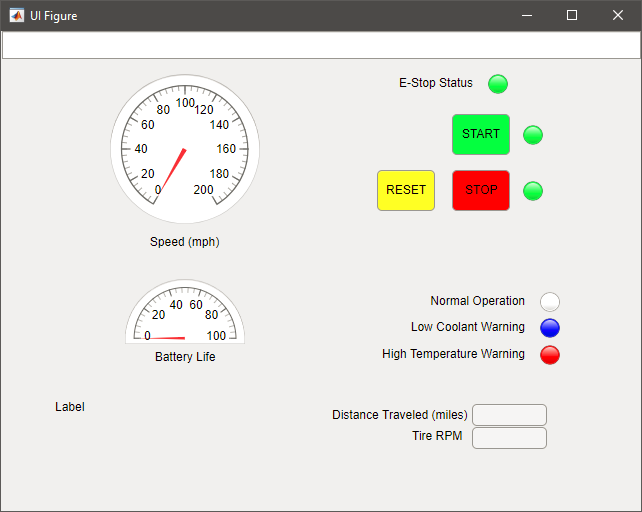 UI Figure
E-Stop Status
0 20 40 60 80 100 120 140 160 180 200
START
RESET STOP
Speed (mph)
0 20 40 60 80 100
Normal Operation
Low Coolant Warning
Battery Life
High Temperature Warning
Label
Distance Traveled (miles)
Tire RPM